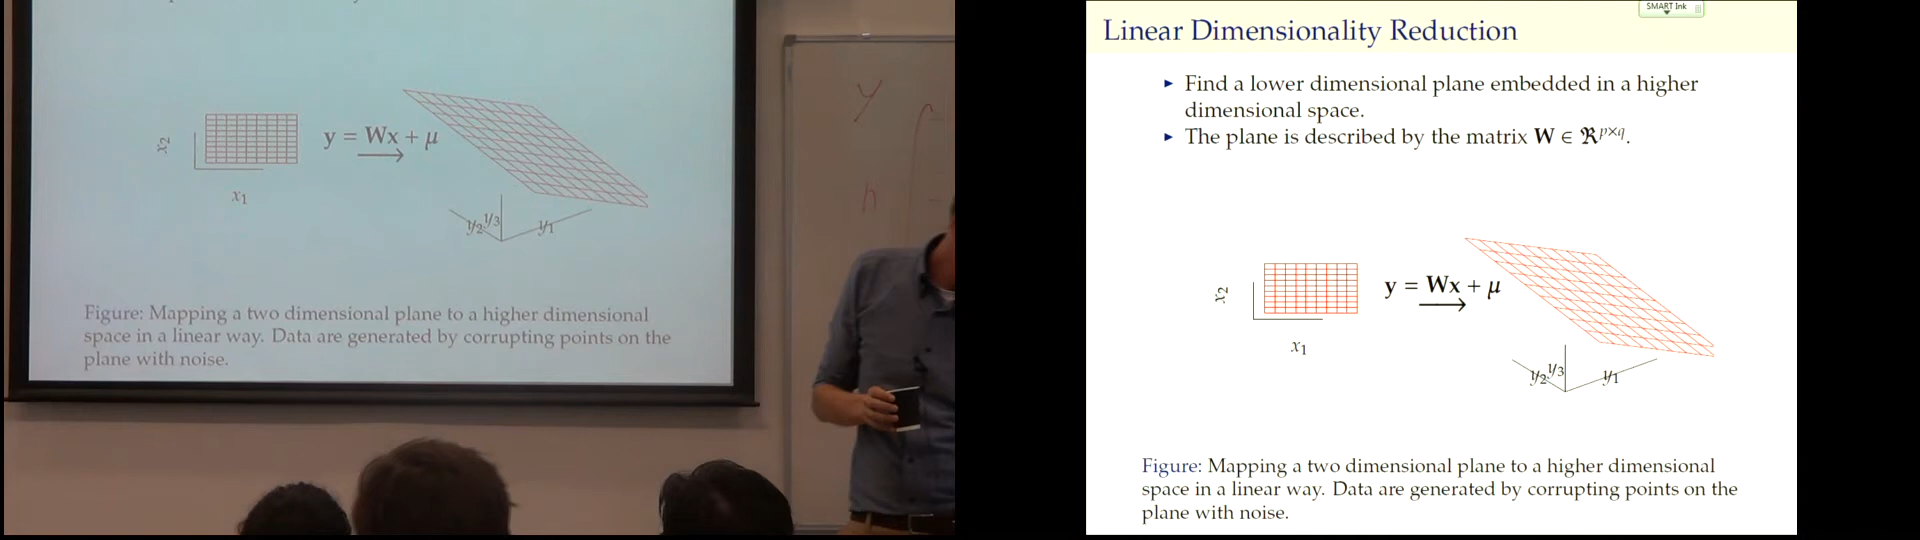 x2
y = Wx + μ
x1
y2 y3 y1
Figure: Mapping a two dimensional plane to a higher dimensional
space in a linear way. Data are generated by corrupting points on the
plane with noise.
y
n
SMART Ink
Linear Dimensionality Reduction
▸ Find a lower dimensional plane embedded in a higher
dimensional space.
▸ The plane is described by the matrix W ∈ ℜ^{p×q}.
x2
y = Wx + μ
x1
y2 y3 y1
Figure: Mapping a two dimensional plane to a higher dimensional
space in a linear way. Data are generated by corrupting points on the
plane with noise.